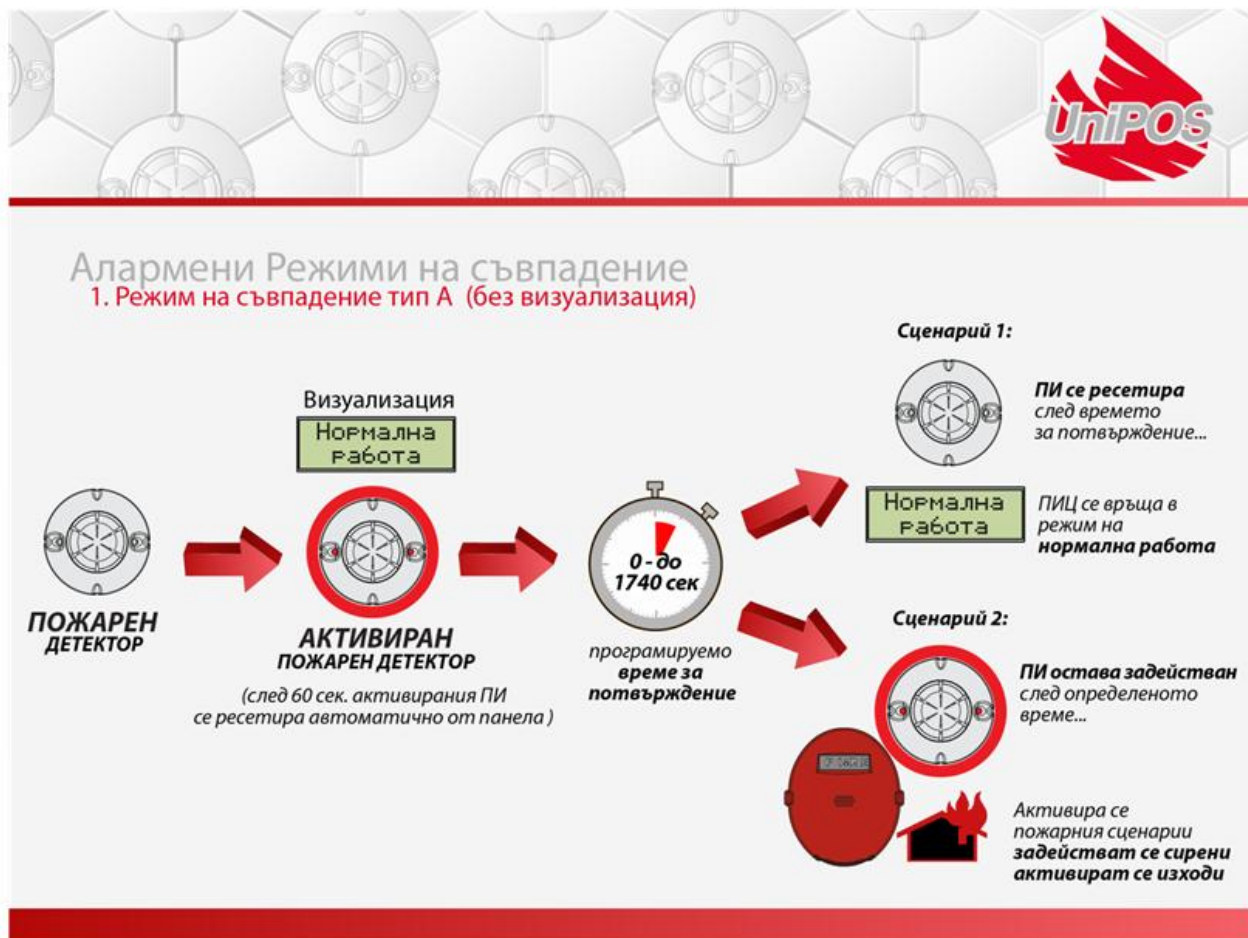 UniPOS
Алармени Режими на съвпадение
1. Режим на съвпадение тип А (без визуализация)
Визуализация
Нормална
работа
ПОЖАРЕН
ДЕТЕКТОР
АКТИВИРАН
ПОЖАРЕН ДЕТЕКТОР
(след 60 сек. активирания ПИ
се ресетира автоматично от панела )
0 - до
1740 сек
програмируемо
време за
потвърждение
Сценарий 1:
ПИ се ресетира
след времето
за потвърждение...
Нормална
работа
ПИЦ се връща в
режим на
нормална работа
Сценарий 2:
ПИ остава задействан
след определеното
време...
Активира се
пожарния сценарии
задействат се сирени
активират се изходи